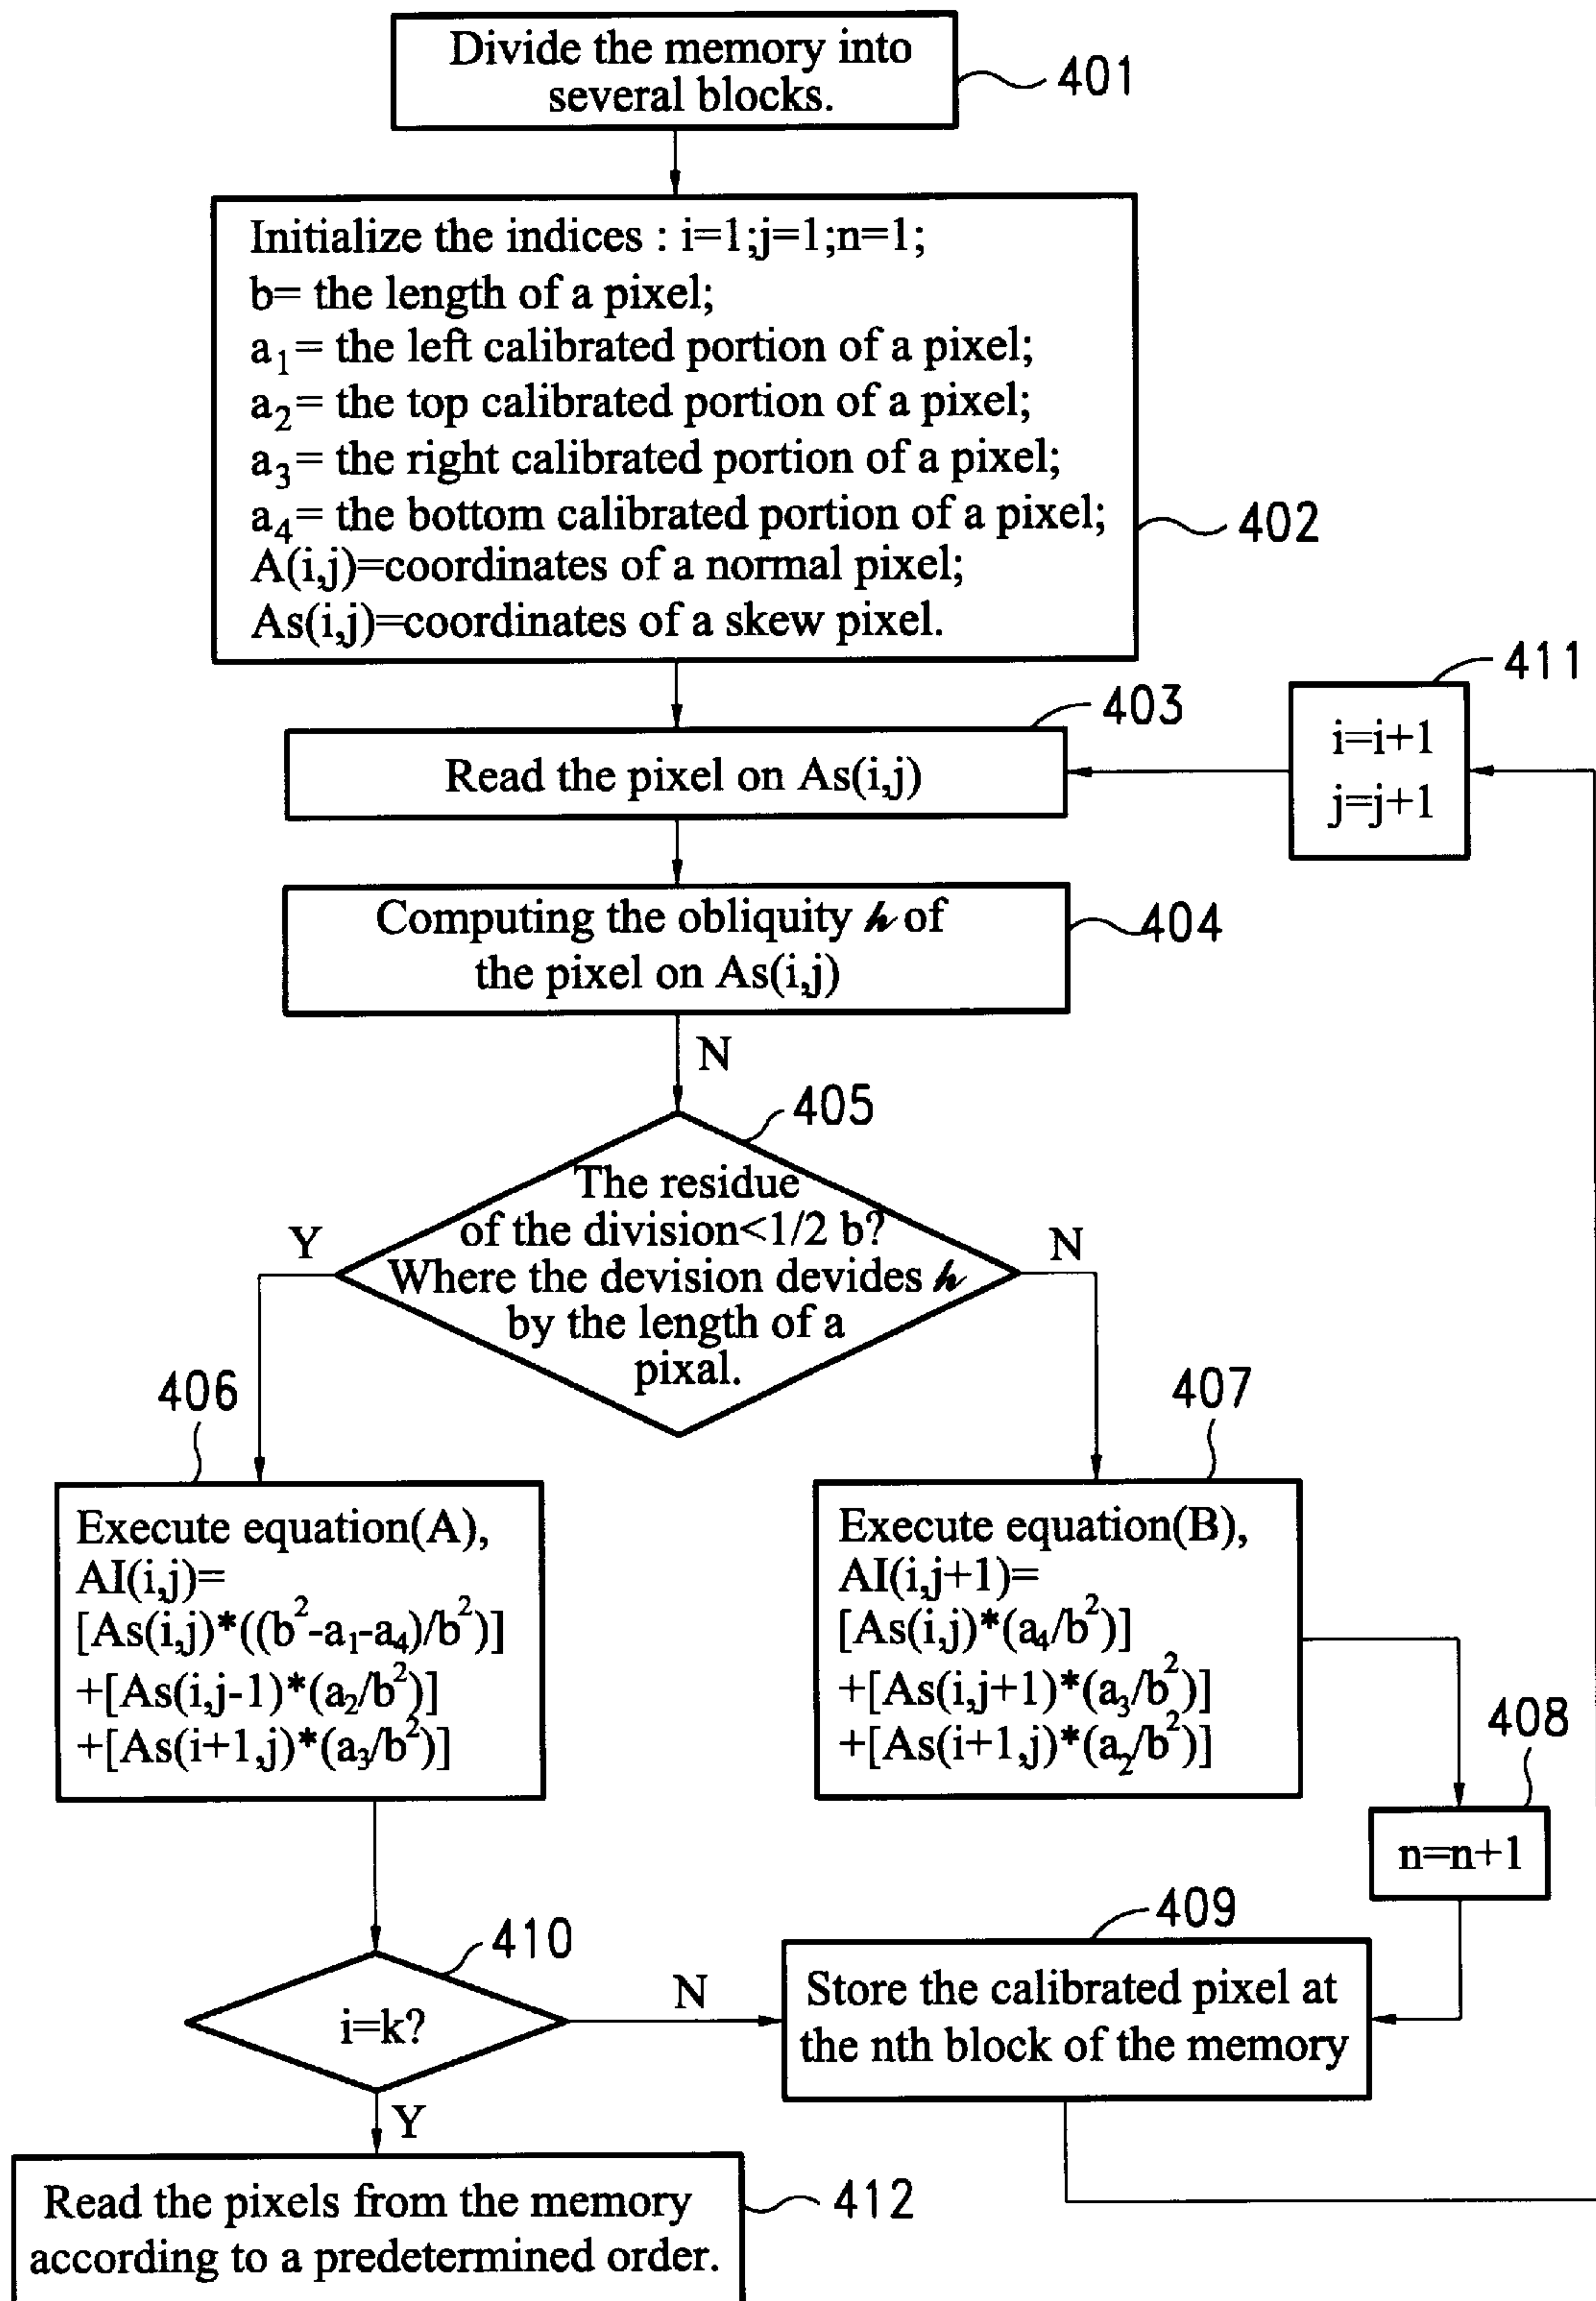 Divide the memory into
several blocks.
401
Initialize the indices : i=1;j=1;n=1;
b= the length of a pixel;
a₁= the left calibrated portion of a pixel;
a₂= the top calibrated portion of a pixel;
a₃= the right calibrated portion of a pixel;
a₄= the bottom calibrated portion of a pixel;
A(i,j)=coordinates of a normal pixel;
As(i,j)=coordinates of a skew pixel.
402
403
Read the pixel on As(i,j)
411
i=i+1
j=j+1
Computing the obliquity h of
the pixel on As(i,j)
404
N
405
The residue
of the division<1/2 b?
Where the devision devides h
by the length of a
pixal.
Y
N
406
Execute equation(A),
AI(i,j)=
[As(i,j)*((b²-a₁-a₄)/b²)]
+[As(i,j-1)*(a₂/b²)]
+[As(i+1,j)*(a₃/b²)]
407
Execute equation(B),
AI(i,j+1)=
[As(i,j)*(a₄/b²)]
+[As(i,j+1)*(a₃/b²)]
+[As(i+1,j)*(a₂/b²)]
408
n=n+1
409
Store the calibrated pixel at
the nth block of the memory
410
i=k?
N
Y
Read the pixels from the memory
according to a predetermined order.
412